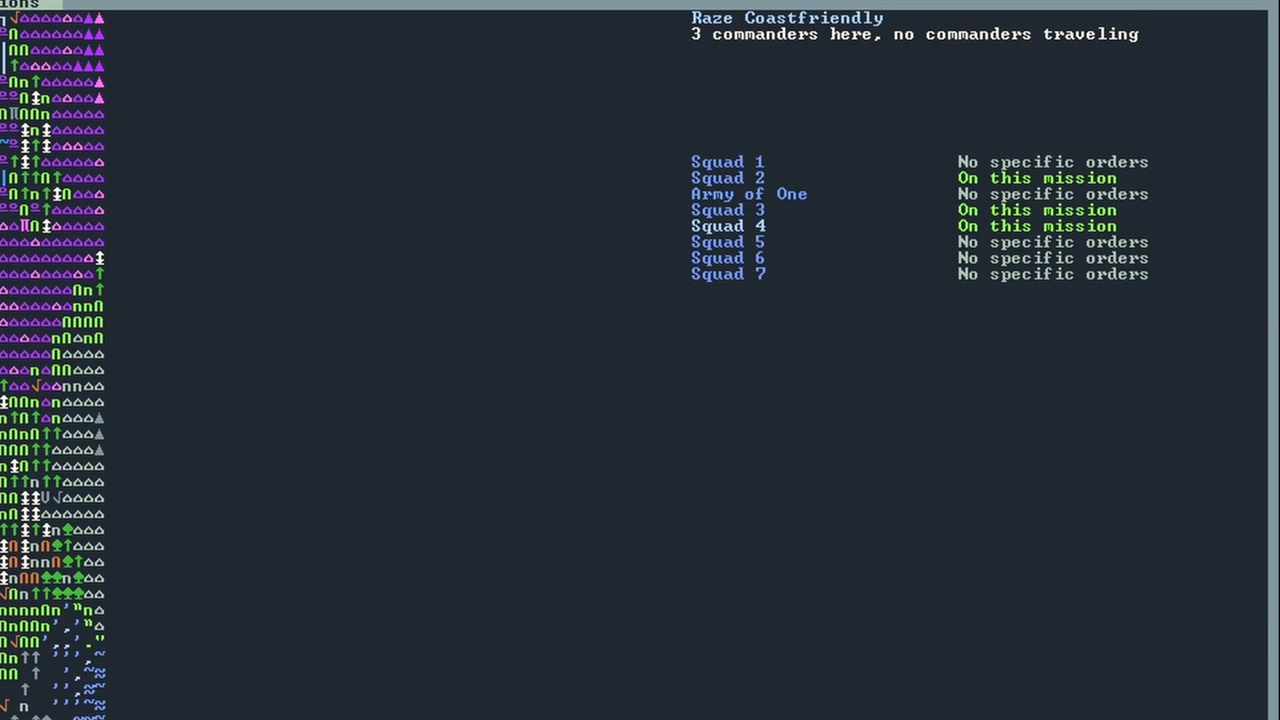 ions
Raze Coastfriendly
3 commanders here, no commanders traveling
Squad 1 No specific orders
Squad 2 On this mission
Army of One No specific orders
Squad 3 On this mission
Squad 4 On this mission
Squad 5 No specific orders
Squad 6 No specific orders
Squad 7 No specific orders